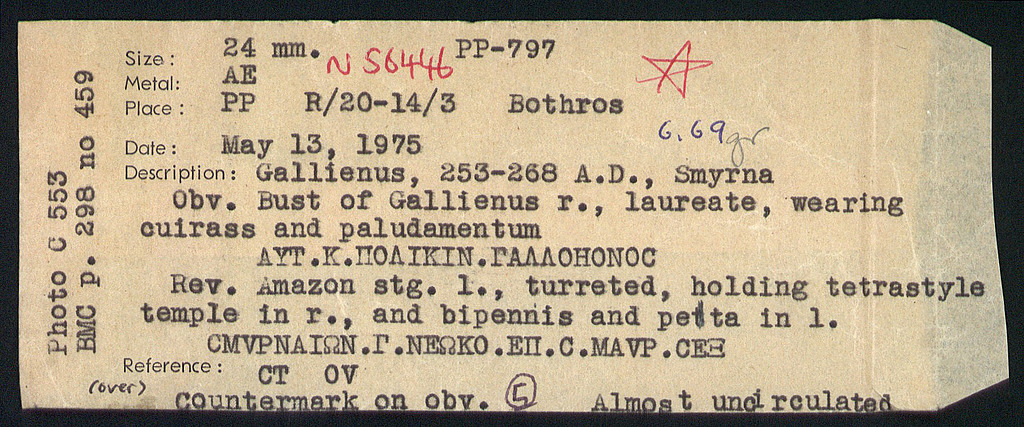 Size: 24 mm. N 56446 PP-797
Metal: AE
Place: PP R/20-14/3 Bothros
6.69 gr
Date: May 13, 1975
Description: Gallienus, 253-268 A.D., Smyrna
Obv. Bust of Gallienus r., laureate, wearing
cuirass and paludamentum
ΑΥΤ.Κ.ΠΟΛΙΚΙΝ.ΓΑΛΛΟΗΟΝΟC
Rev. Amazon stg. l., turreted, holding tetrastyle
temple in r., and bipennis and pelta in l.
CMVPNAIΩN.Γ.NEΩKO.EΠ.C.MAVP.CEΞ
Reference: CT OV
(over)
Countermark on obv. 5 Almost uncirculated
Photo C 553
BMC p. 298 no 459